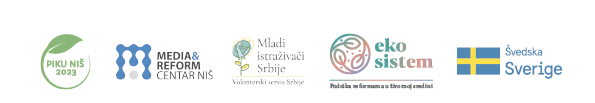 PIKU NIŠ
2023
MEDIA&
REFORM
CENTAR NIŠ
Mladi
istraživači
Srbije
Volonterski servis Srbije
eko
sistem
Podrška reformama u životnoj sredini
Švedska
Sverige